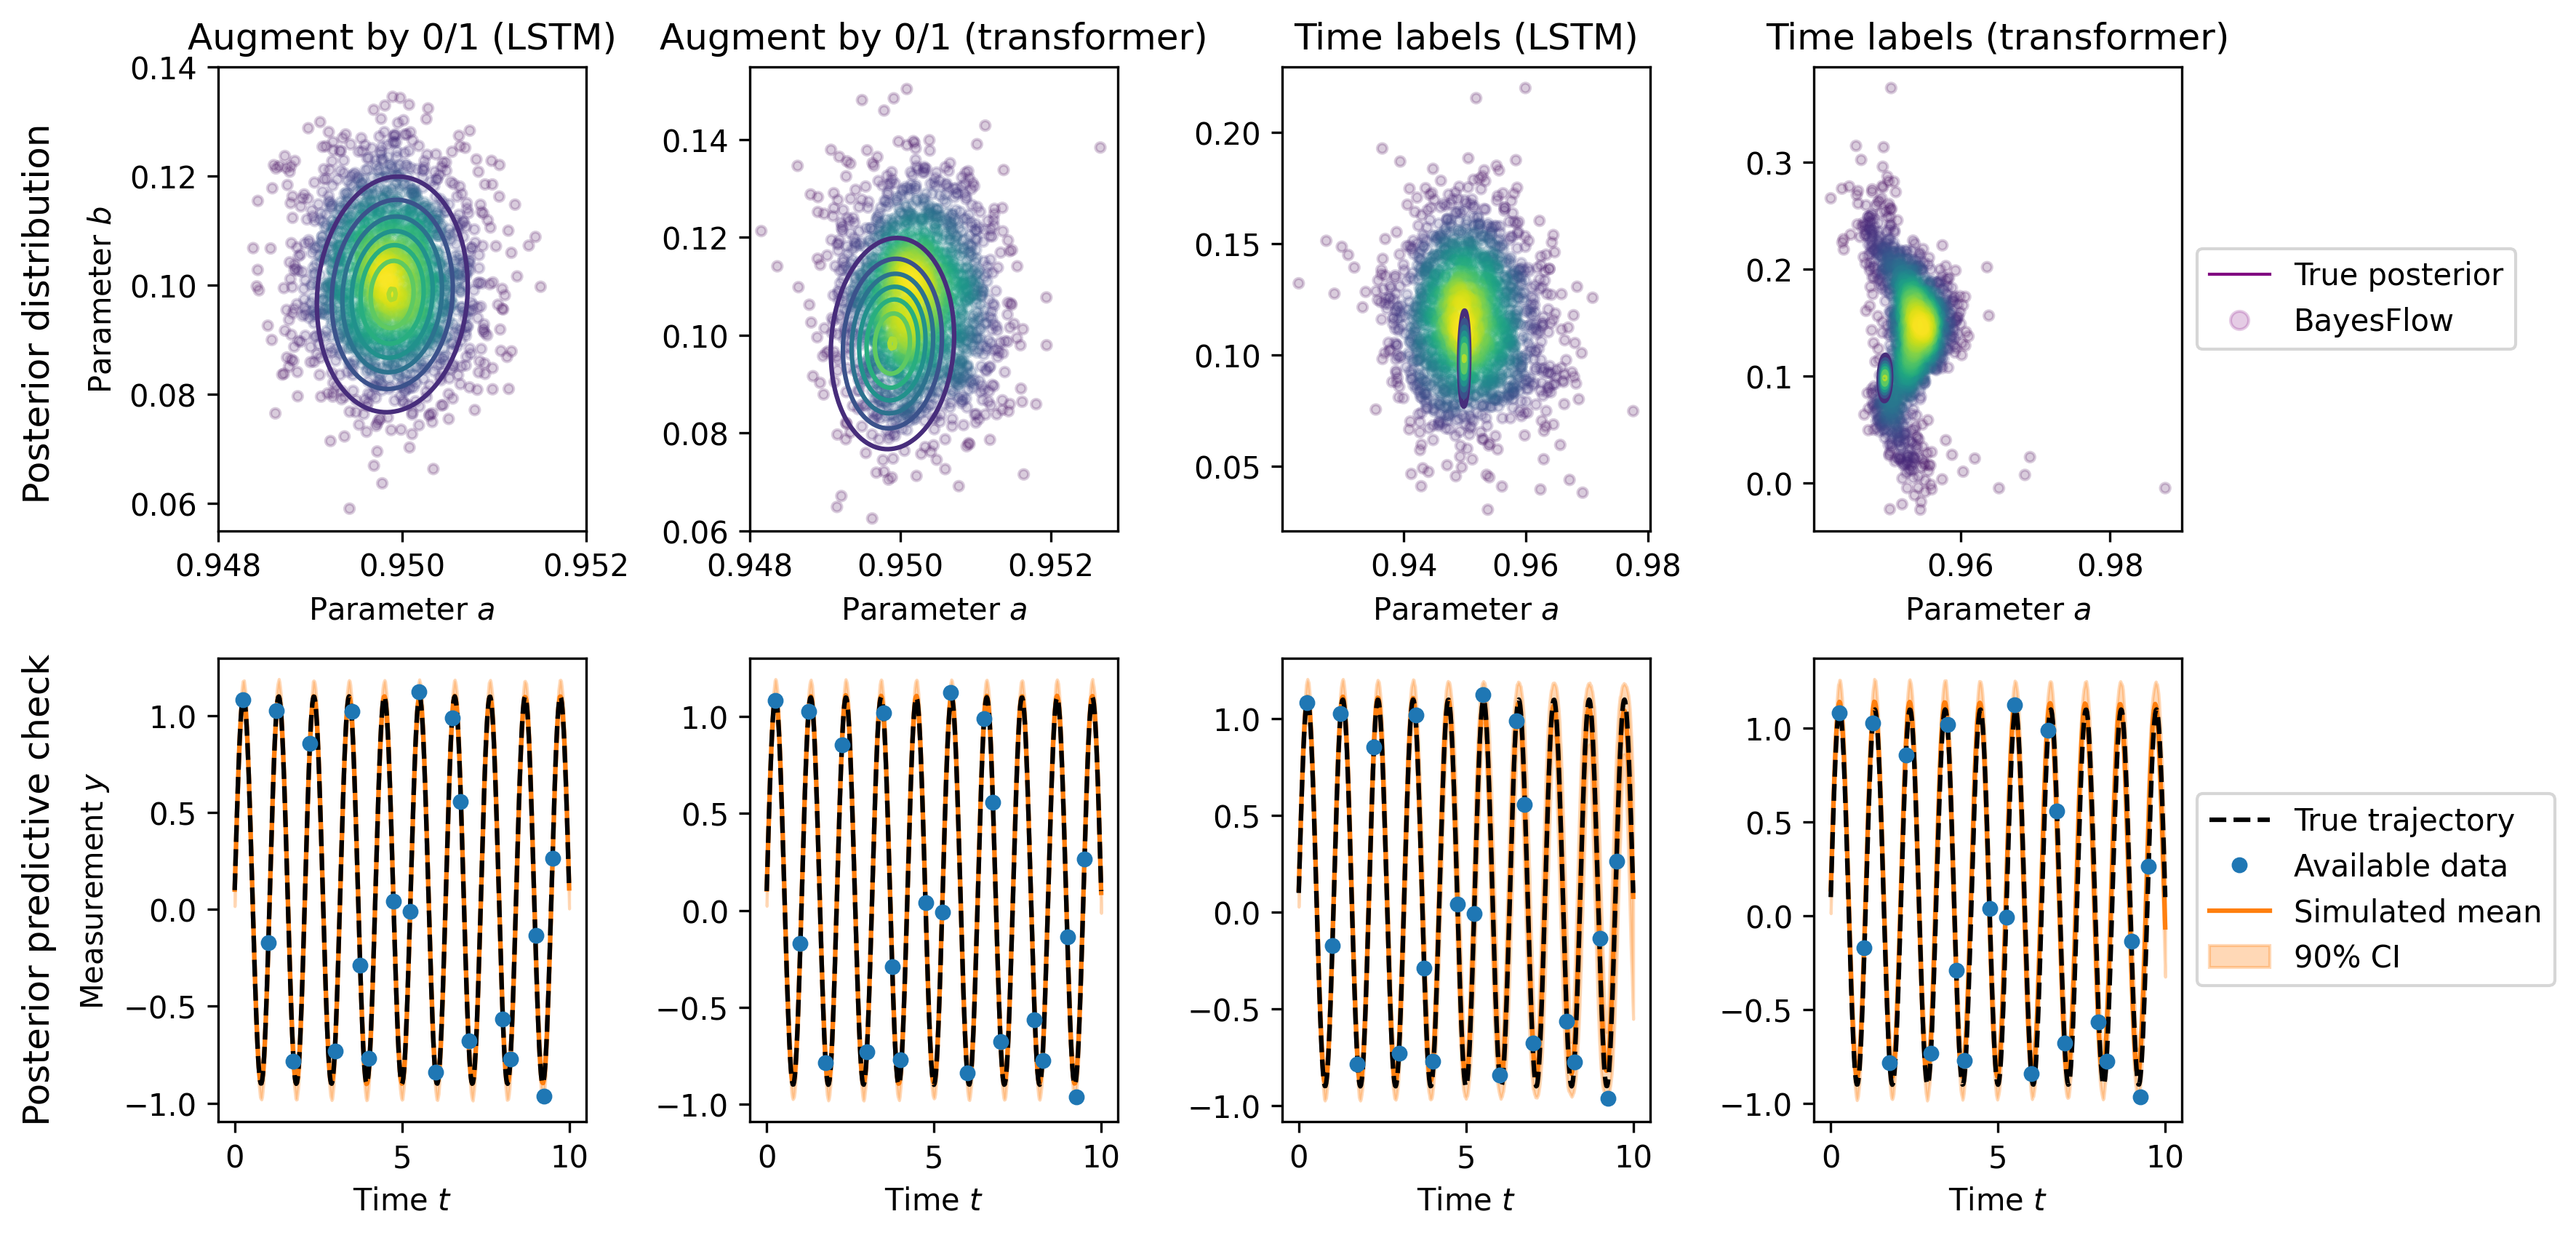 Augment by 0/1 (LSTM)
Augment by 0/1 (transformer)
Time labels (LSTM)
Time labels (transformer)
Posterior distribution
Parameter b
0.14
0.12
0.10
0.08
0.06
0.948
0.950
0.952
Parameter a
0.14
0.12
0.10
0.08
0.06
0.948
0.950
0.952
Parameter a
0.20
0.15
0.10
0.05
0.94
0.96
0.98
Parameter a
0.3
0.2
0.1
0.0
0.96
0.98
Parameter a
True posterior
BayesFlow
Posterior predictive check
Measurement y
1.0
0.5
0.0
−0.5
−1.0
0
5
10
Time t
1.0
0.5
0.0
−0.5
−1.0
0
5
10
Time t
1.0
0.5
0.0
−0.5
−1.0
0
5
10
Time t
1.0
0.5
0.0
−0.5
−1.0
0
5
10
Time t
True trajectory
Available data
Simulated mean
90% CI